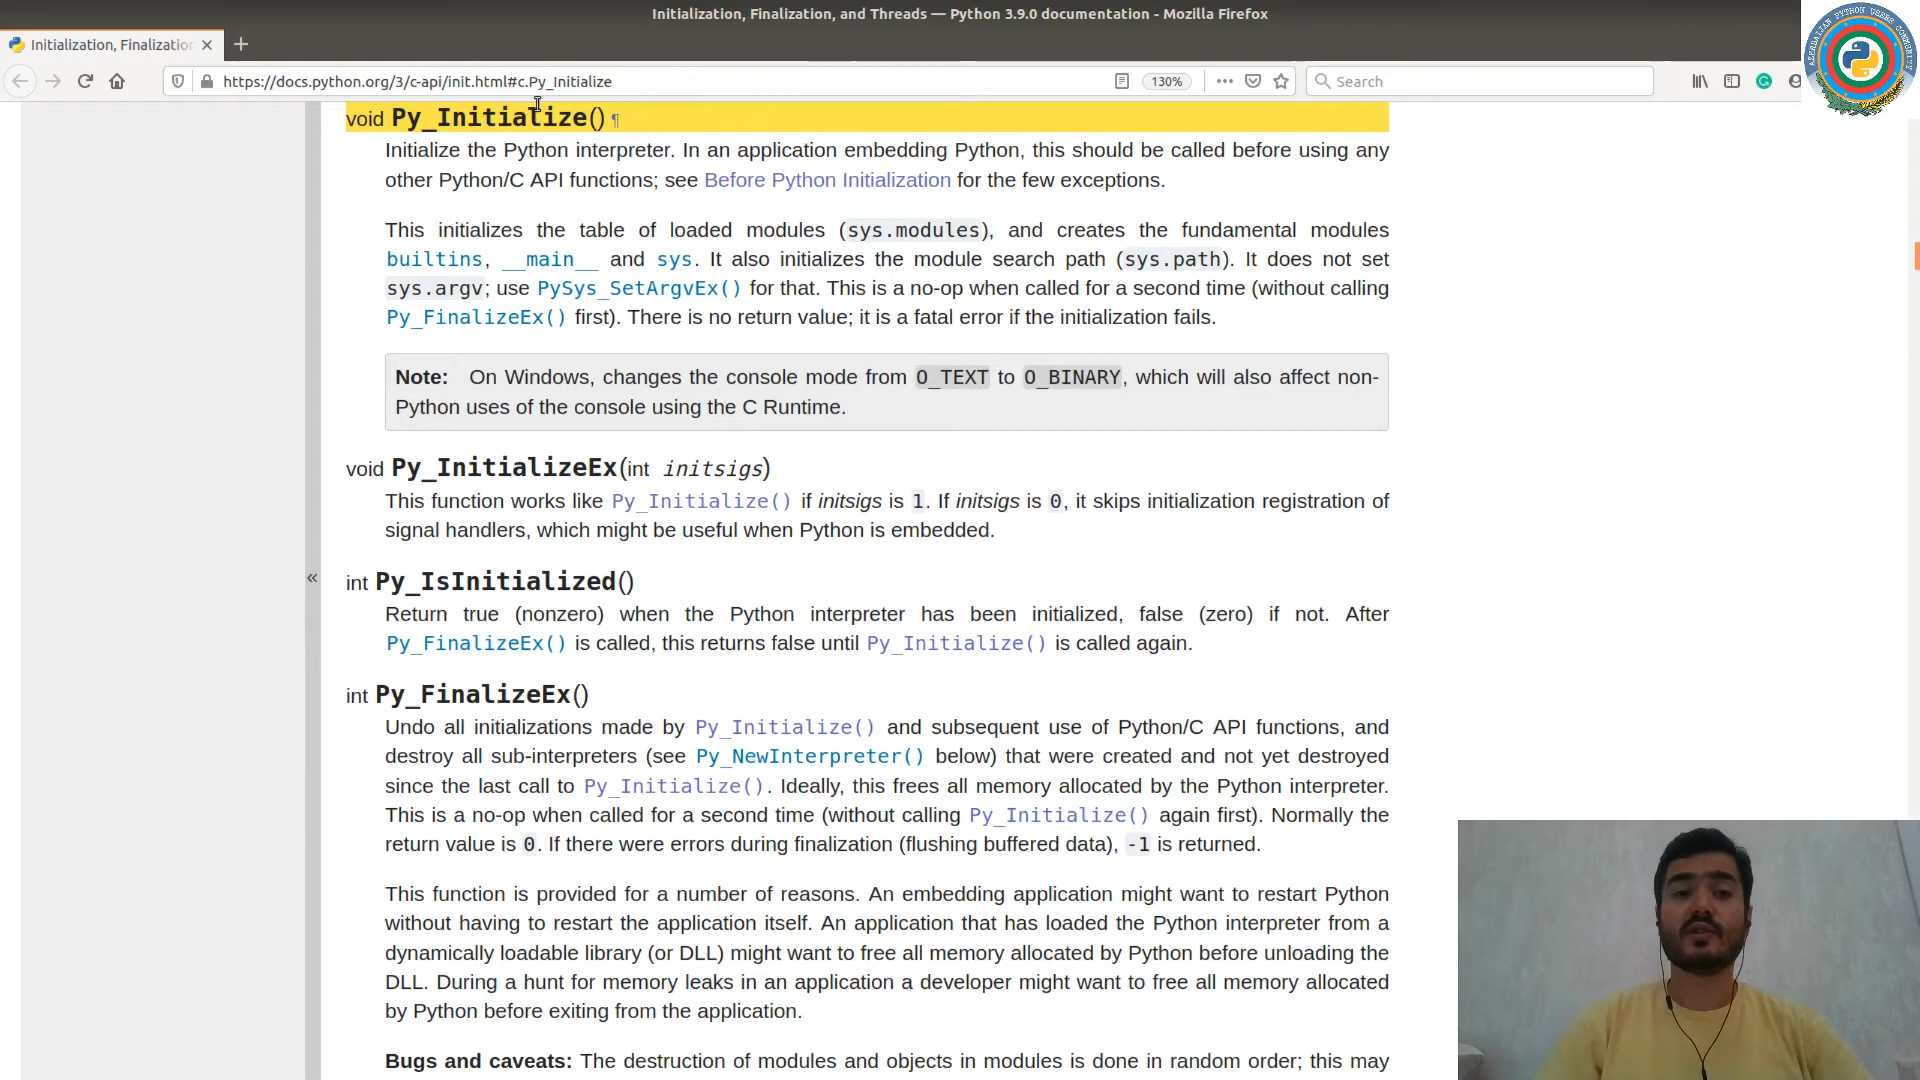 Initialization, Finalization, and Threads — Python 3.9.0 documentation - Mozilla Firefox
Initialization, Finalizatio
https://docs.python.org/3/c-api/init.html#c.Py_Initialize
130%
Search
AZERBAIJAN PYTHON USERS COMMUNITY
void Py_Initialize() ¶
Initialize the Python interpreter. In an application embedding Python, this should be called before using any
other Python/C API functions; see Before Python Initialization for the few exceptions.
This initializes the table of loaded modules (sys.modules), and creates the fundamental modules
builtins, __main__ and sys. It also initializes the module search path (sys.path). It does not set
sys.argv; use PySys_SetArgvEx() for that. This is a no-op when called for a second time (without calling
Py_FinalizeEx() first). There is no return value; it is a fatal error if the initialization fails.
Note: On Windows, changes the console mode from O_TEXT to O_BINARY, which will also affect non-
Python uses of the console using the C Runtime.
void Py_InitializeEx(int initsigs)
This function works like Py_Initialize() if initsigs is 1. If initsigs is 0, it skips initialization registration of
signal handlers, which might be useful when Python is embedded.
«
int Py_IsInitialized()
Return true (nonzero) when the Python interpreter has been initialized, false (zero) if not. After
Py_FinalizeEx() is called, this returns false until Py_Initialize() is called again.
int Py_FinalizeEx()
Undo all initializations made by Py_Initialize() and subsequent use of Python/C API functions, and
destroy all sub-interpreters (see Py_NewInterpreter() below) that were created and not yet destroyed
since the last call to Py_Initialize(). Ideally, this frees all memory allocated by the Python interpreter.
This is a no-op when called for a second time (without calling Py_Initialize() again first). Normally the
return value is 0. If there were errors during finalization (flushing buffered data), -1 is returned.
This function is provided for a number of reasons. An embedding application might want to restart Python
without having to restart the application itself. An application that has loaded the Python interpreter from a
dynamically loadable library (or DLL) might want to free all memory allocated by Python before unloading the
DLL. During a hunt for memory leaks in an application a developer might want to free all memory allocated
by Python before exiting from the application.
Bugs and caveats: The destruction of modules and objects in modules is done in random order; this may